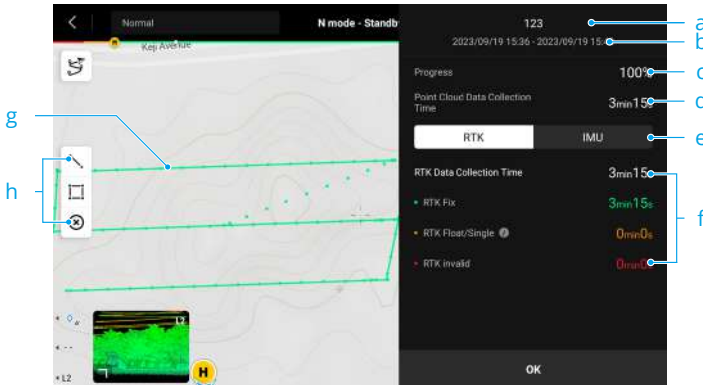 Normal
N mode - Standb
123
a
2023/09/19 15:36 - 2023/09/19 15:
b
H
Keji Avenue
Progress
100%
c
Point Cloud Data Collection
Time
3min15s
d
g
RTK
IMU
e
h
RTK Data Collection Time
3min15
RTK Fix
3min15s
f
RTK Float/Single
0min0s
RTK invalid
0min0s
L2
H
L2
OK